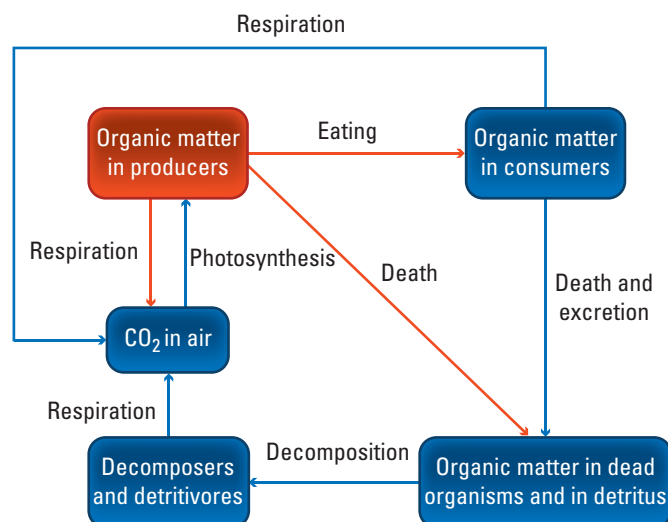 Respiration
Organic matter
in producers
Eating
Organic matter
in consumers
Respiration
Photosynthesis
Death
Death and
excretion
CO₂ in air
Respiration
Decomposers
and detritivores
Decomposition
Organic matter in dead
organisms and in detritus